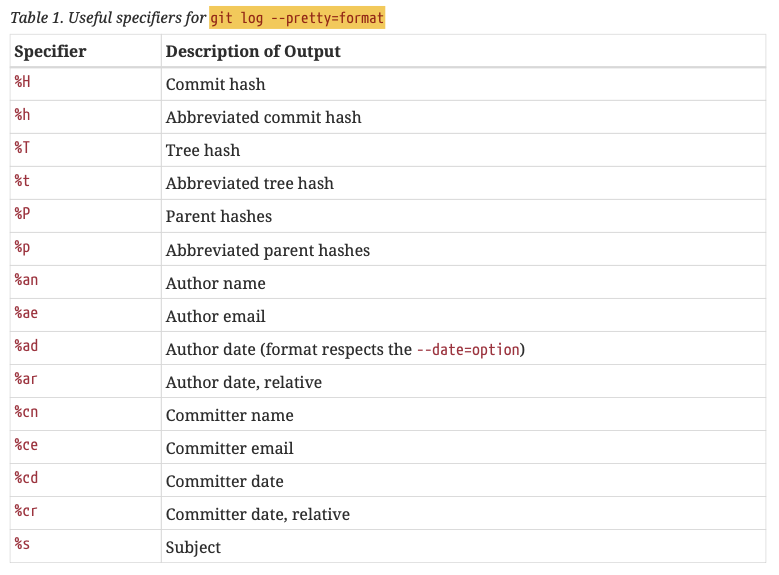 Table 1. Useful specifiers for git log --pretty=format
Specifier Description of Output
%H Commit hash
%h Abbreviated commit hash
%T Tree hash
%t Abbreviated tree hash
%P Parent hashes
%p Abbreviated parent hashes
%an Author name
%ae Author email
%ad Author date (format respects the --date=option)
%ar Author date, relative
%cn Committer name
%ce Committer email
%cd Committer date
%cr Committer date, relative
%s Subject